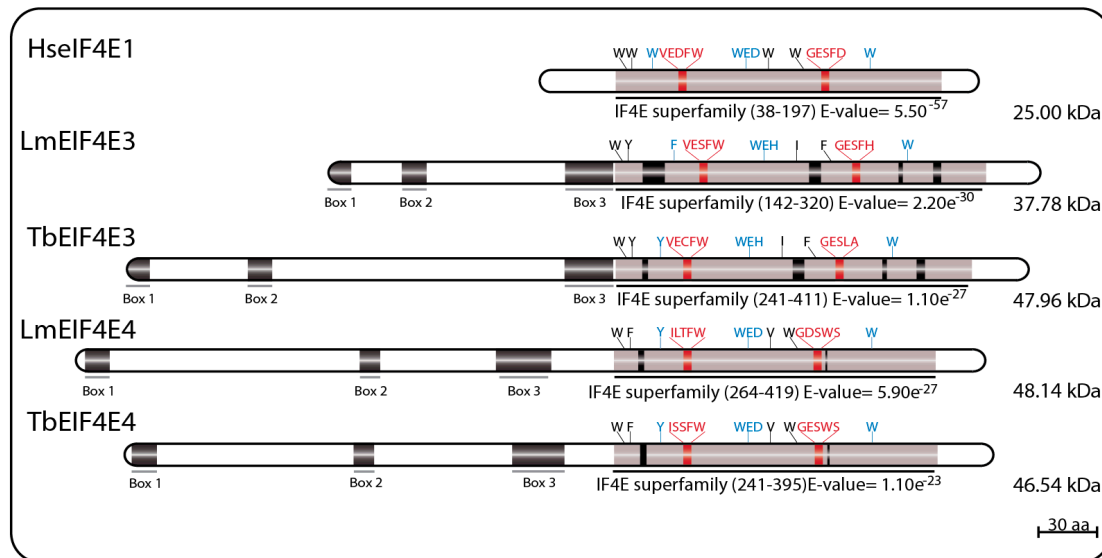 HseIF4E1
WW W VEDFW WED W W GESFD W
IF4E superfamily (38-197) E-value= 5.50-57
25.00 kDa
LmEIF4E3
W Y F VESFW WEH I F GESFH W
Box 1 Box 2 Box 3
IF4E superfamily (142-320) E-value= 2.20e-30
37.78 kDa
TbEIF4E3
W Y Y VECFW WEH I F GESLA W
Box 1 Box 2 Box 3
IF4E superfamily (241-411) E-value= 1.10e-27
47.96 kDa
LmEIF4E4
W F Y ILTFW WED V W GDSWS W
Box 1 Box 2 Box 3
IF4E superfamily (264-419) E-value= 5.90e-27
48.14 kDa
TbEIF4E4
W F Y ISSFW WED V W GESWS W
Box 1 Box 2 Box 3
IF4E superfamily (241-395)E-value= 1.10e-23
46.54 kDa
30 aa